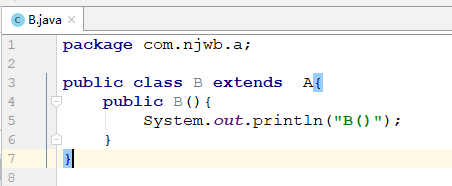 B.java
1 package com.njwb.a;
2
3 public class B extends  A{
4     public B(){
5         System.out.println("B()");
6     }
7 }
8